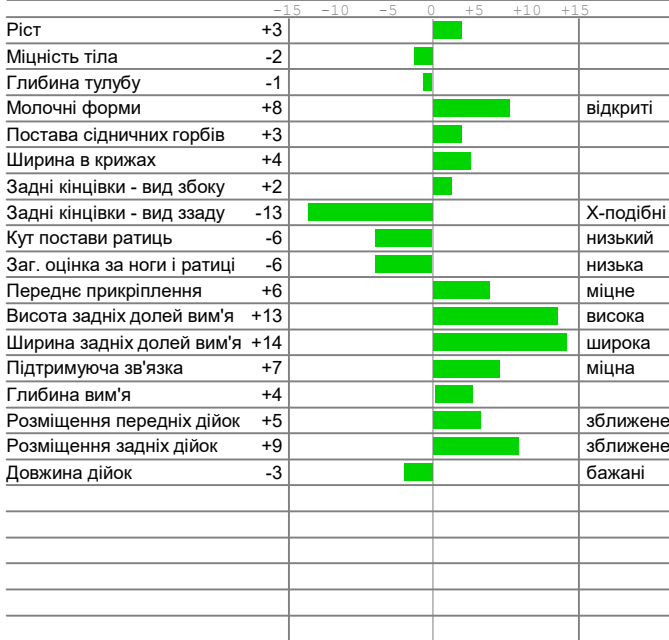 -15 -10 -5 0 +5 +10 +15
Ріст +3
Міцність тіла -2
Глибина тулубу -1
Молочні форми +8 відкриті
Постава сідничних горбів +3
Ширина в крижах +4
Задні кінцівки - вид збоку +2
Задні кінцівки - вид ззаду -13 Х-подібні
Кут постави ратиць -6 низький
Заг. оцінка за ноги і ратиці -6 низька
Переднє прикріплення +6 міцне
Висота задніх долей вим'я +13 висока
Ширина задніх долей вим'я +14 широка
Підтримуюча зв'язка +7 міцна
Глибина вим'я +4
Розміщення передніх дійок +5 зближене
Розміщення задніх дійок +9 зближене
Довжина дійок -3 бажані